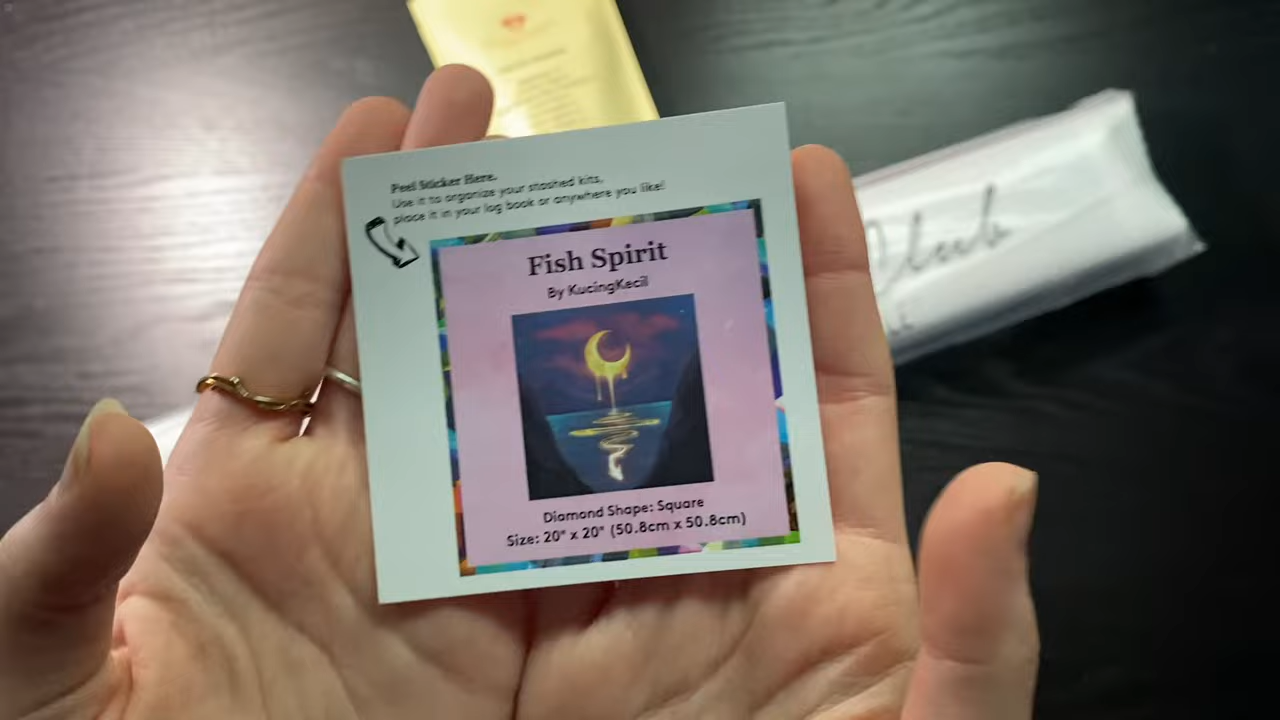 Peel Sticker Here.
Use it to organize your stashed kits,
place it in your log book or anywhere you like!
Fish Spirit
By KucingKecil
Diamond Shape: Square
Size: 20" x 20" (50.8cm x 50.8cm)